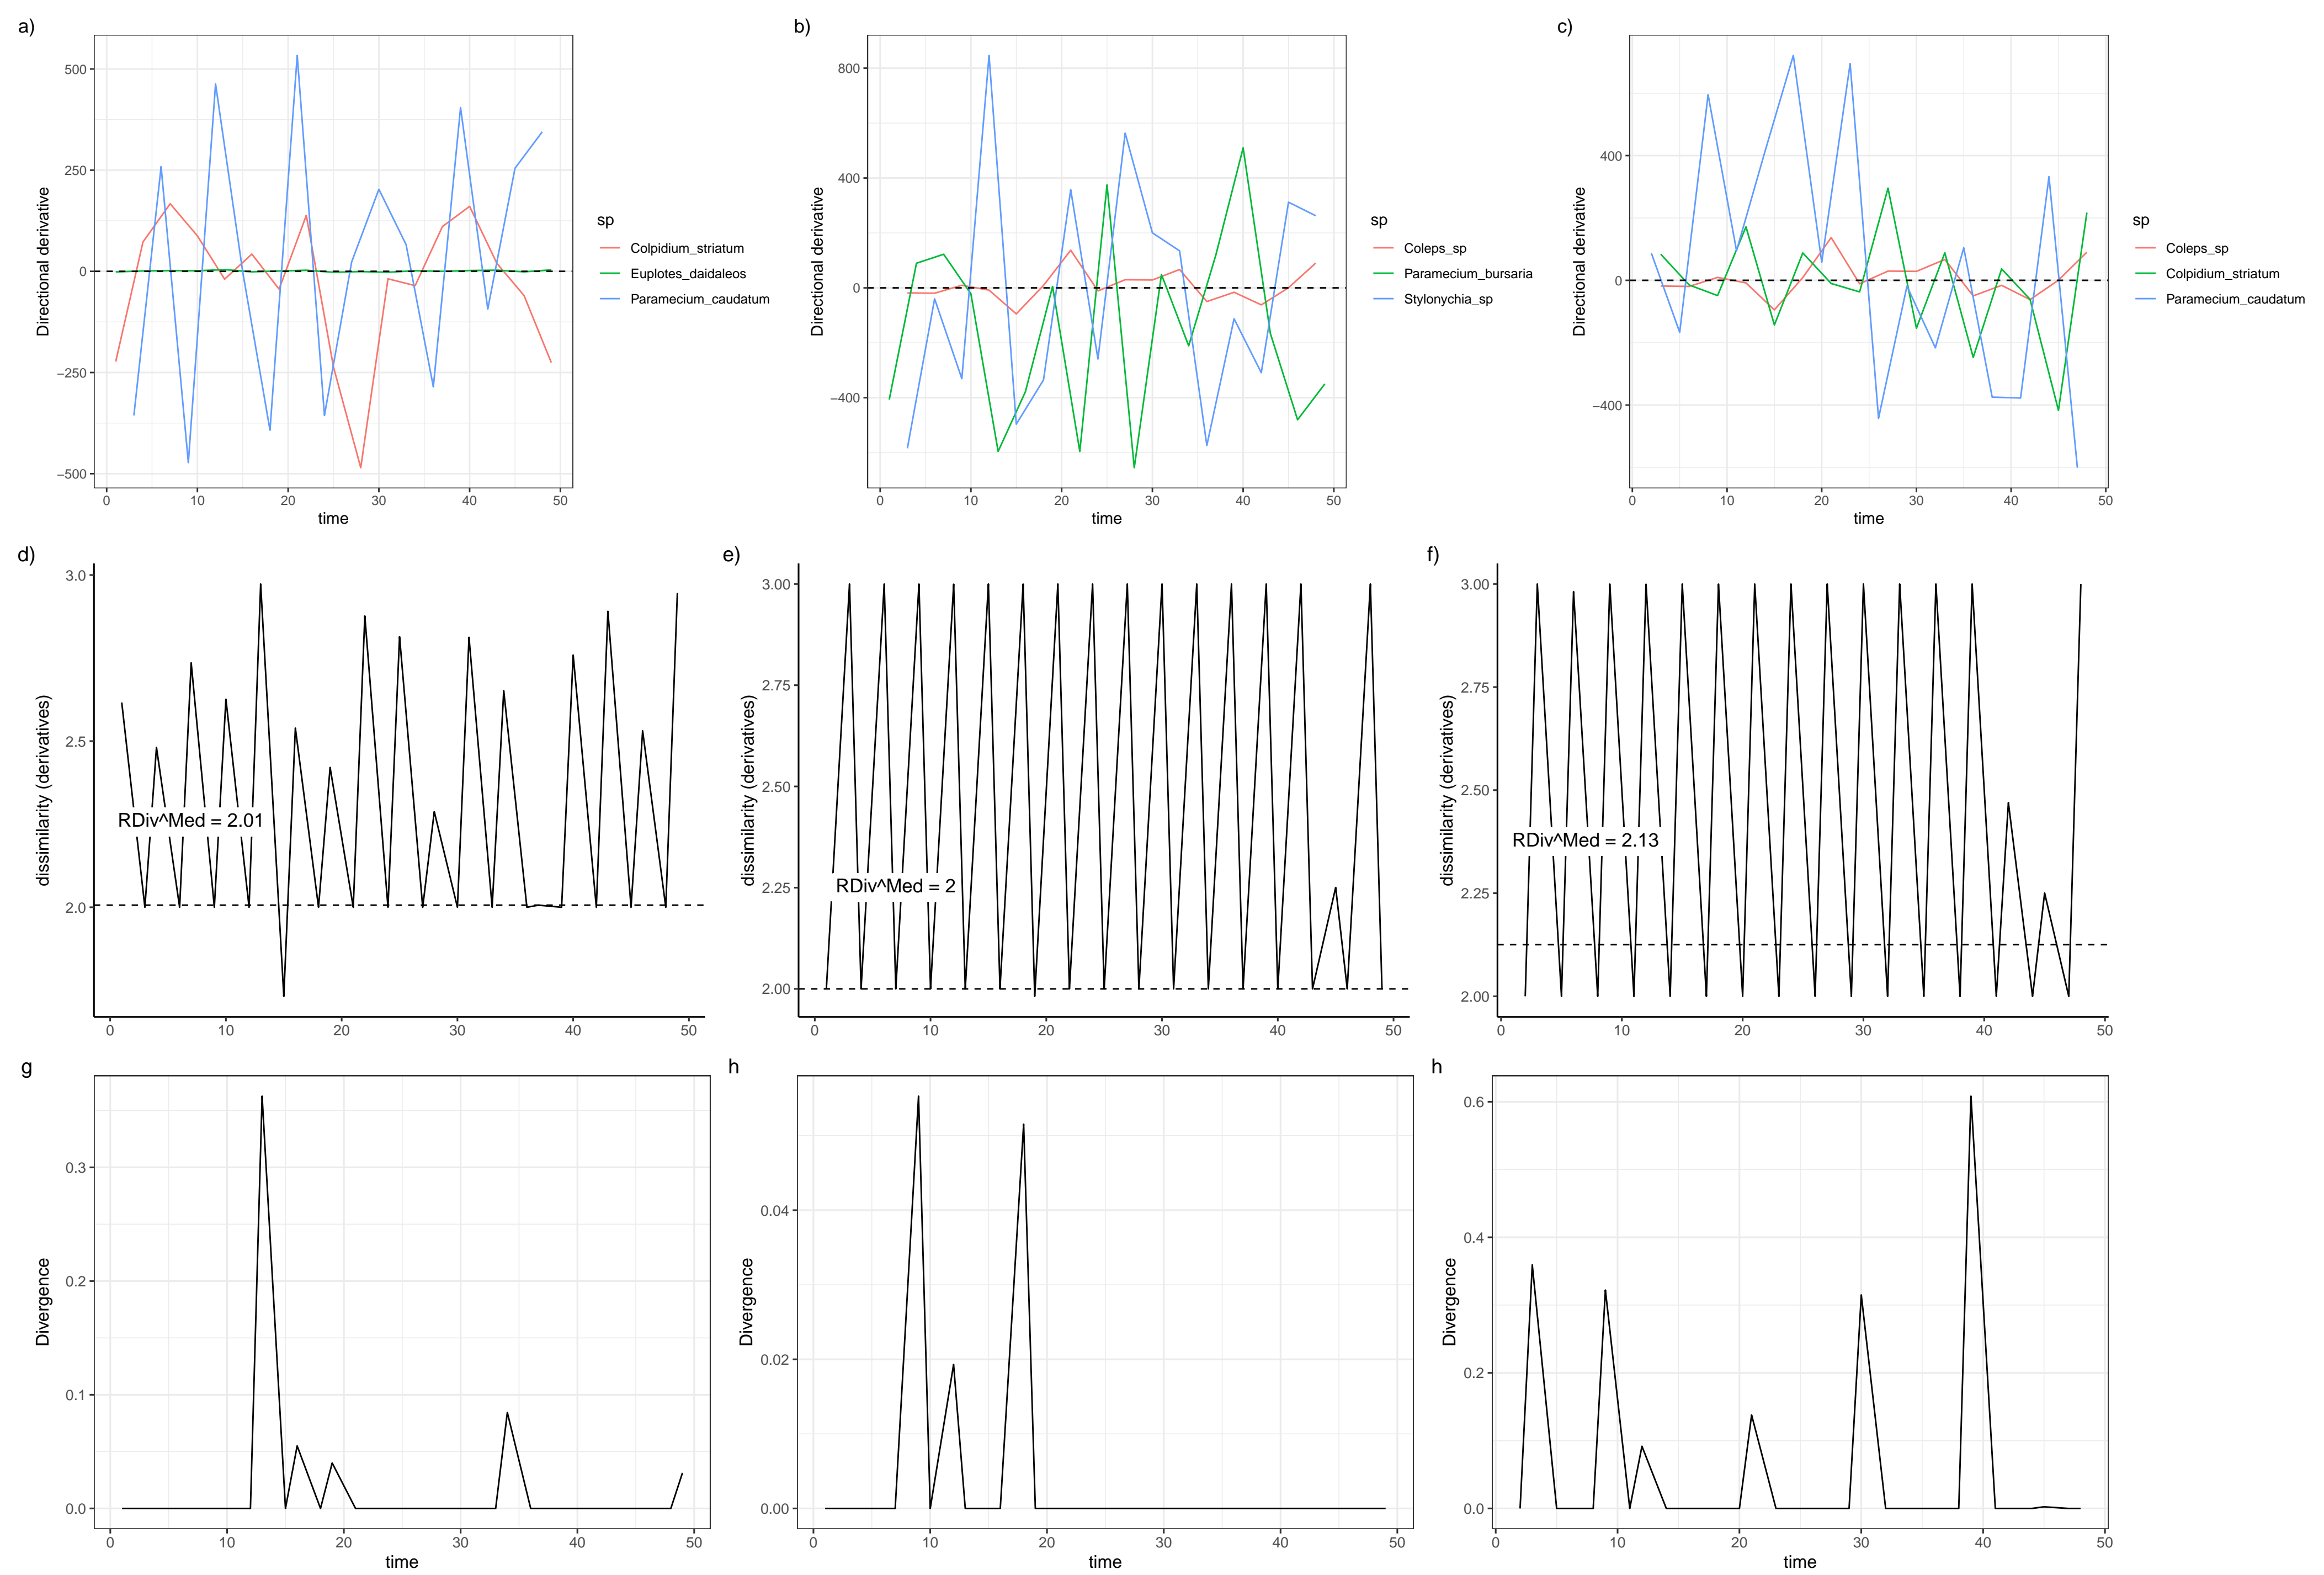 a)
Directional derivative
500
250
0
−250
−500
0 10 20 30 40 50
time
sp
Colpidium_striatum
Euplotes_daidaleos
Paramecium_caudatum
b)
Directional derivative
800
400
0
−400
0 10 20 30 40 50
time
sp
Coleps_sp
Paramecium_bursaria
Stylonychia_sp
c)
Directional derivative
400
0
−400
0 10 20 30 40 50
time
sp
Coleps_sp
Colpidium_striatum
Paramecium_caudatum
d)
dissimilarity (derivatives)
3.0
2.5
2.0
RDiv^Med = 2.01
0 10 20 30 40 50
e)
dissimilarity (derivatives)
3.00
2.75
2.50
2.25
2.00
RDiv^Med = 2
0 10 20 30 40 50
f)
dissimilarity (derivatives)
3.00
2.75
2.50
2.25
2.00
RDiv^Med = 2.13
0 10 20 30 40 50
g
Divergence
0.3
0.2
0.1
0.0
0 10 20 30 40 50
time
h
Divergence
0.04
0.02
0.00
0 10 20 30 40 50
time
h
Divergence
0.6
0.4
0.2
0.0
0 10 20 30 40 50
time